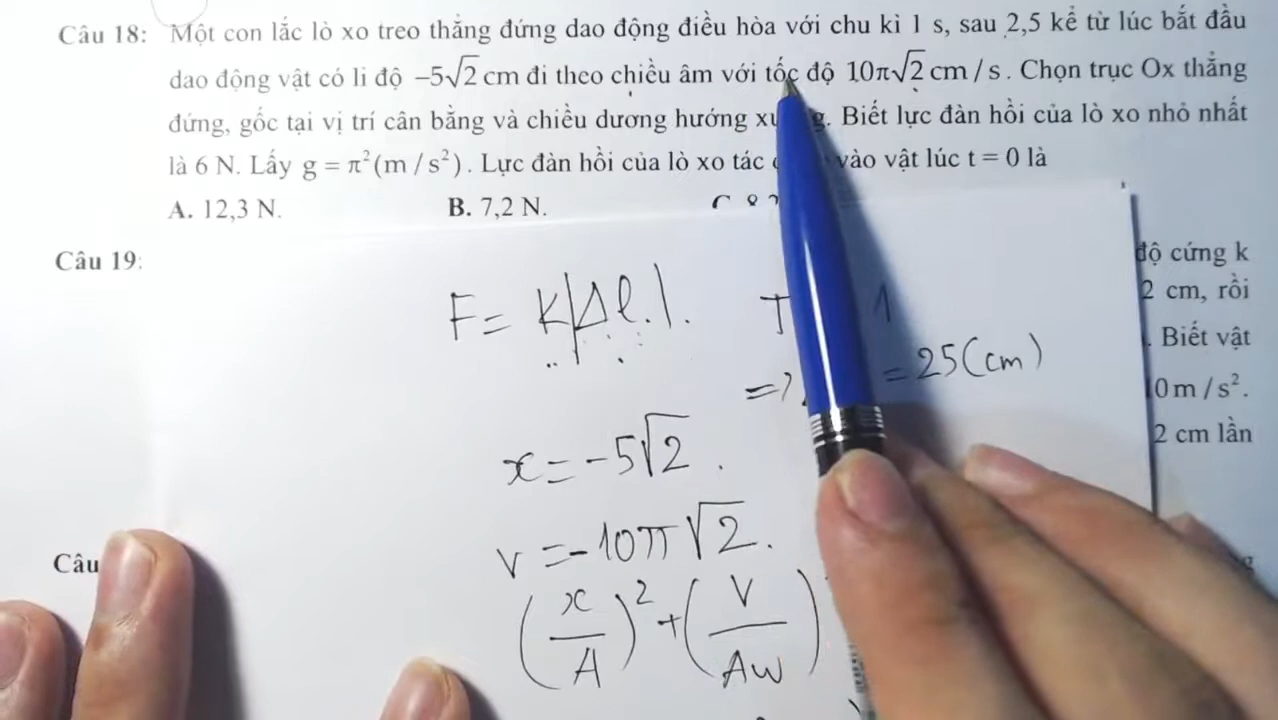 Câu 18: Một con lắc lò xo treo thẳng đứng dao động điều hòa với chu kì 1 s, sau 2,5 kể từ lúc bắt đầu
dao động vật có li độ −5√2 cm đi theo chiều âm với tốc độ 10π√2 cm / s . Chọn trục Ox thẳng
đứng, gốc tại vị trí cân bằng và chiều dương hướng Biết lực đàn hồi của lò xo nhỏ nhất
là 6 N. Lấy g = π² (m / s²). Lực đàn hồi của lò xo tác vào vật lúc t = 0 là
A. 12,3 N. B. 7,2 N.
Câu 19:
độ cứng k
2 cm, rồi
. Biết vật
0 m / s².
2 cm lần
Câu
F = K|Δl.|. T 1
=> = 25(cm)
x = -5√2 .
v = -10π√2.
(x/A)² + (v/Aω)